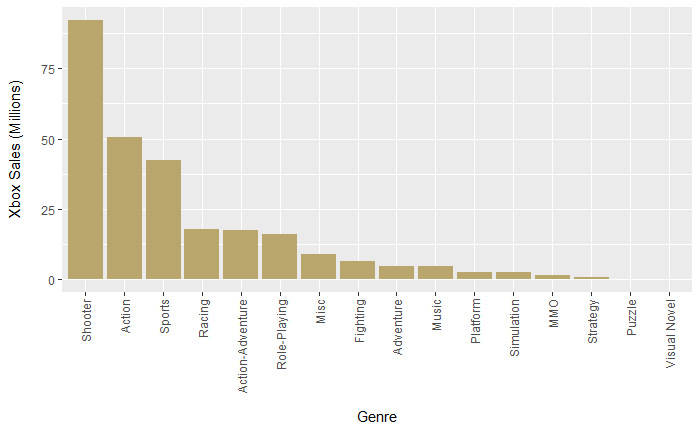 Xbox Sales (Millions)
75
50
25
0
Shooter
Action
Sports
Racing
Action-Adventure
Role-Playing
Misc
Fighting
Adventure
Music
Platform
Simulation
MMO
Strategy
Puzzle
Visual Novel
Genre